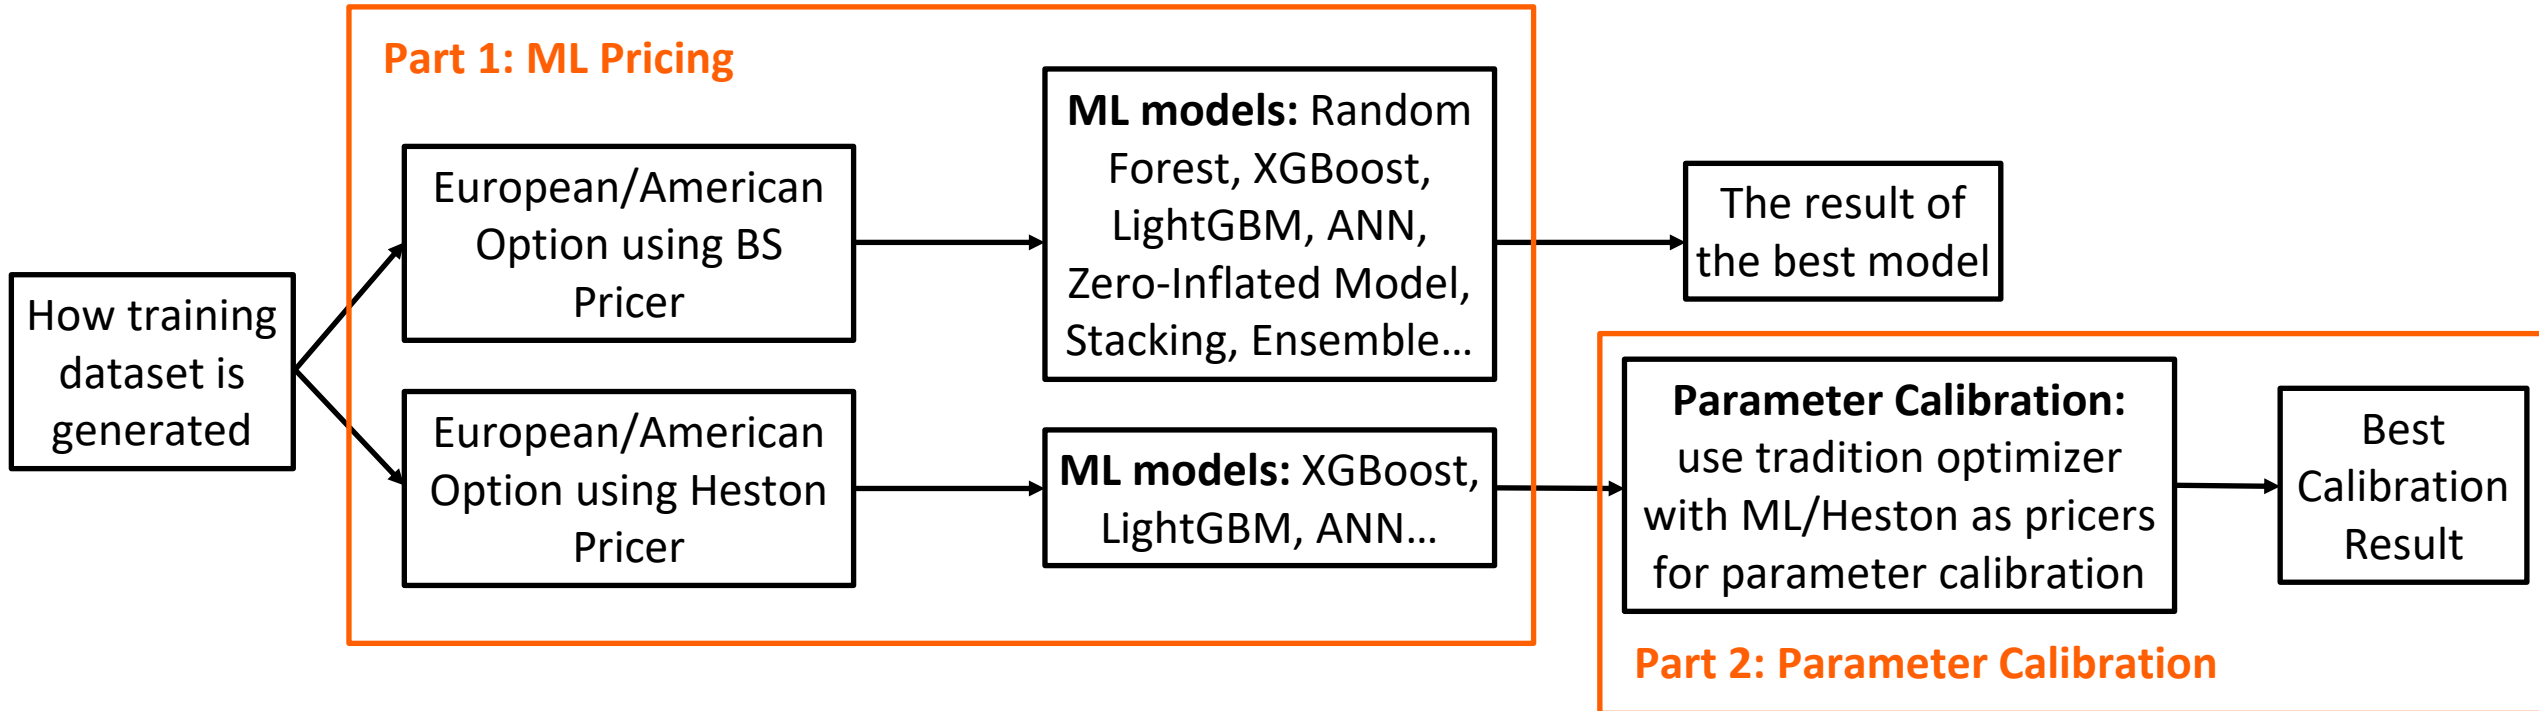 Part 1: ML Pricing
How training
dataset is
generated
European/American
Option using BS
Pricer
ML models: Random
Forest, XGBoost,
LightGBM, ANN,
Zero-Inflated Model,
Stacking, Ensemble…
The result of
the best model
European/American
Option using Heston
Pricer
ML models: XGBoost,
LightGBM, ANN…
Parameter Calibration:
use tradition optimizer
with ML/Heston as pricers
for parameter calibration
Best
Calibration
Result
Part 2: Parameter Calibration